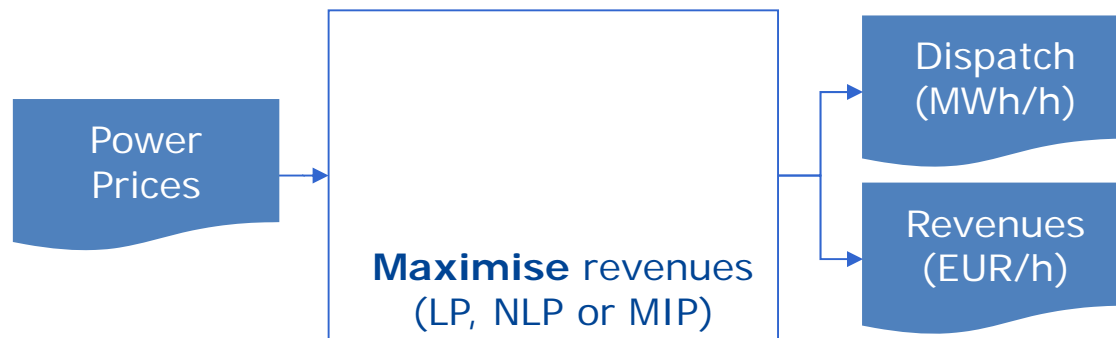 Power
Prices
Maximise revenues
(LP, NLP or MIP)
Dispatch
(MWh/h)
Revenues
(EUR/h)